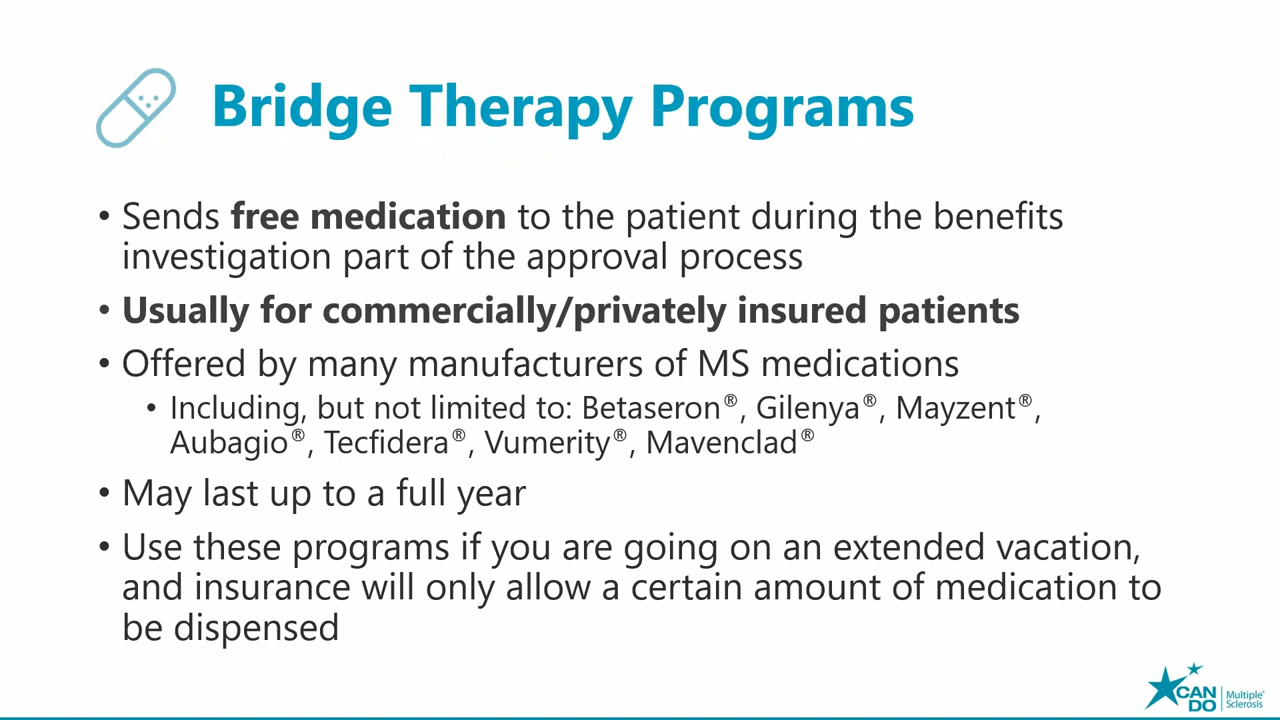 Bridge Therapy Programs
• Sends free medication to the patient during the benefits
investigation part of the approval process
• Usually for commercially/privately insured patients
• Offered by many manufacturers of MS medications
• Including, but not limited to: Betaseron®, Gilenya®, Mayzent®,
Aubagio®, Tecfidera®, Vumerity®, Mavenclad®
• May last up to a full year
• Use these programs if you are going on an extended vacation,
and insurance will only allow a certain amount of medication to
be dispensed
CAN
DO
Multiple®
Sclerosis